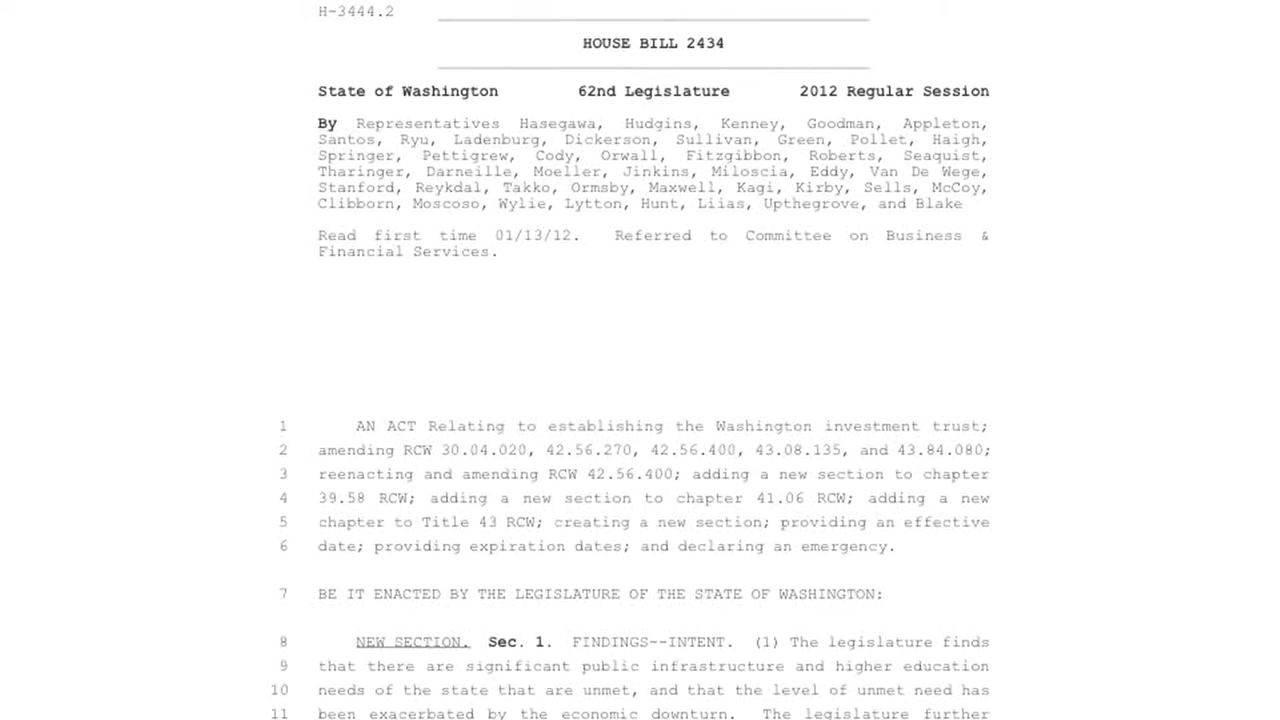 H-3444.2
HOUSE BILL 2434
State of Washington 62nd Legislature 2012 Regular Session
By Representatives Hasegawa, Hudgins, Kenney, Goodman, Appleton,
Santos, Ryu, Ladenburg, Dickerson, Sullivan, Green, Pollet, Haigh,
Springer, Pettigrew, Cody, Orwall, Fitzgibbon, Roberts, Seaquist,
Tharinger, Darneille, Moeller, Jinkins, Miloscia, Eddy, Van De Wege,
Stanford, Reykdal, Takko, Ormsby, Maxwell, Kagi, Kirby, Sells, McCoy,
Clibborn, Moscoso, Wylie, Lytton, Hunt, Liias, Upthegrove, and Blake
Read first time 01/13/12. Referred to Committee on Business &
Financial Services.
1 AN ACT Relating to establishing the Washington investment trust;
2 amending RCW 30.04.020, 42.56.270, 42.56.400, 43.08.135, and 43.84.080;
3 reenacting and amending RCW 42.56.400; adding a new section to chapter
4 39.58 RCW; adding a new section to chapter 41.06 RCW; adding a new
5 chapter to Title 43 RCW; creating a new section; providing an effective
6 date; providing expiration dates; and declaring an emergency.
7 BE IT ENACTED BY THE LEGISLATURE OF THE STATE OF WASHINGTON:
8 NEW SECTION. Sec. 1. FINDINGS--INTENT. (1) The legislature finds
9 that there are significant public infrastructure and higher education
10 needs of the state that are unmet, and that the level of unmet need has
11 been exacerbated by the economic downturn. The legislature further